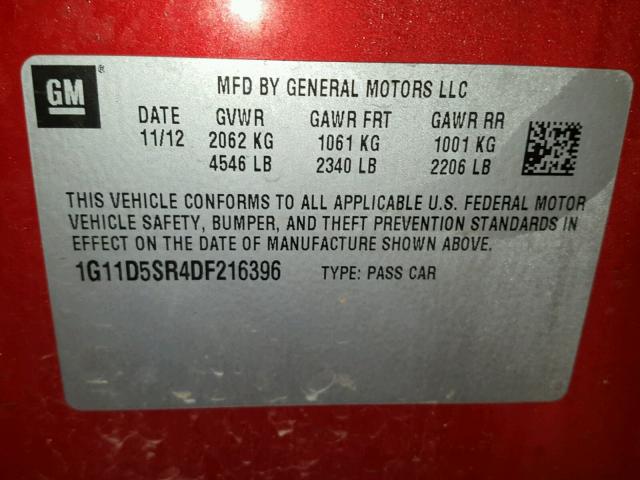 GM ®
MFD BY GENERAL MOTORS LLC
DATE GVWR GAWR FRT GAWR RR
11/12 2062 KG 1061 KG 1001 KG
4546 LB 2340 LB 2206 LB
THIS VEHICLE CONFORMS TO ALL APPLICABLE U.S. FEDERAL MOTOR
VEHICLE SAFETY, BUMPER, AND THEFT PREVENTION STANDARDS IN
EFFECT ON THE DATE OF MANUFACTURE SHOWN ABOVE.
1G11D5SR4DF216396 TYPE: PASS CAR